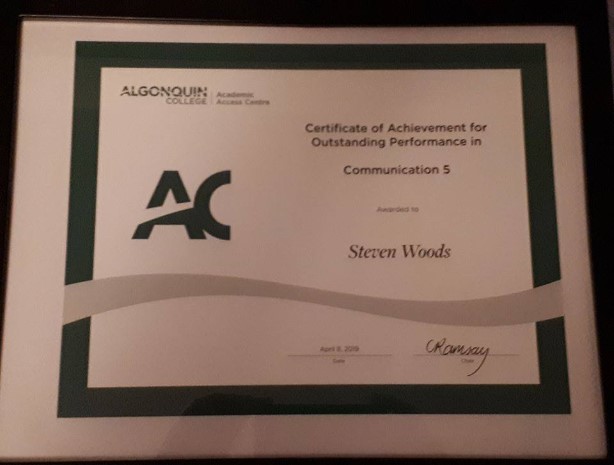 ALGONQUIN
COLLEGE
Academic
Access Centre
Certificate of Achievement for
Outstanding Performance in
Communication 5
AC
Awarded to
Steven Woods
April 9, 2019
Date
CRamsay
Chair